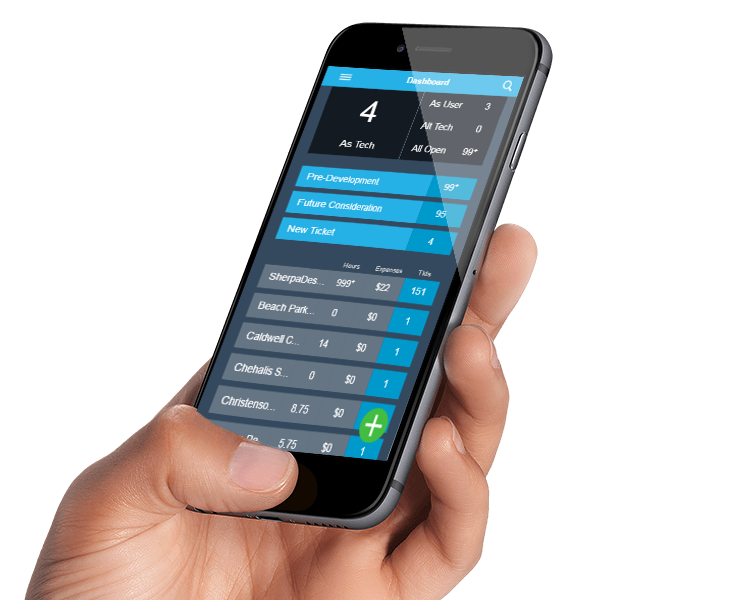 Dashboard
4
As Tech
As User 3
Alt Tech 0
All Open 99+
Pre-Development 99+
Future Consideration 95
New Ticket 4
Hours Expenses Tkts
SherpaDes... 999+ $22 151
Beach Park... 0 $0 1
Caldwell C... 14 $0 1
Chehalis S... 0 $0 1
Christenso... 8.75 $0
5.75 $0 1